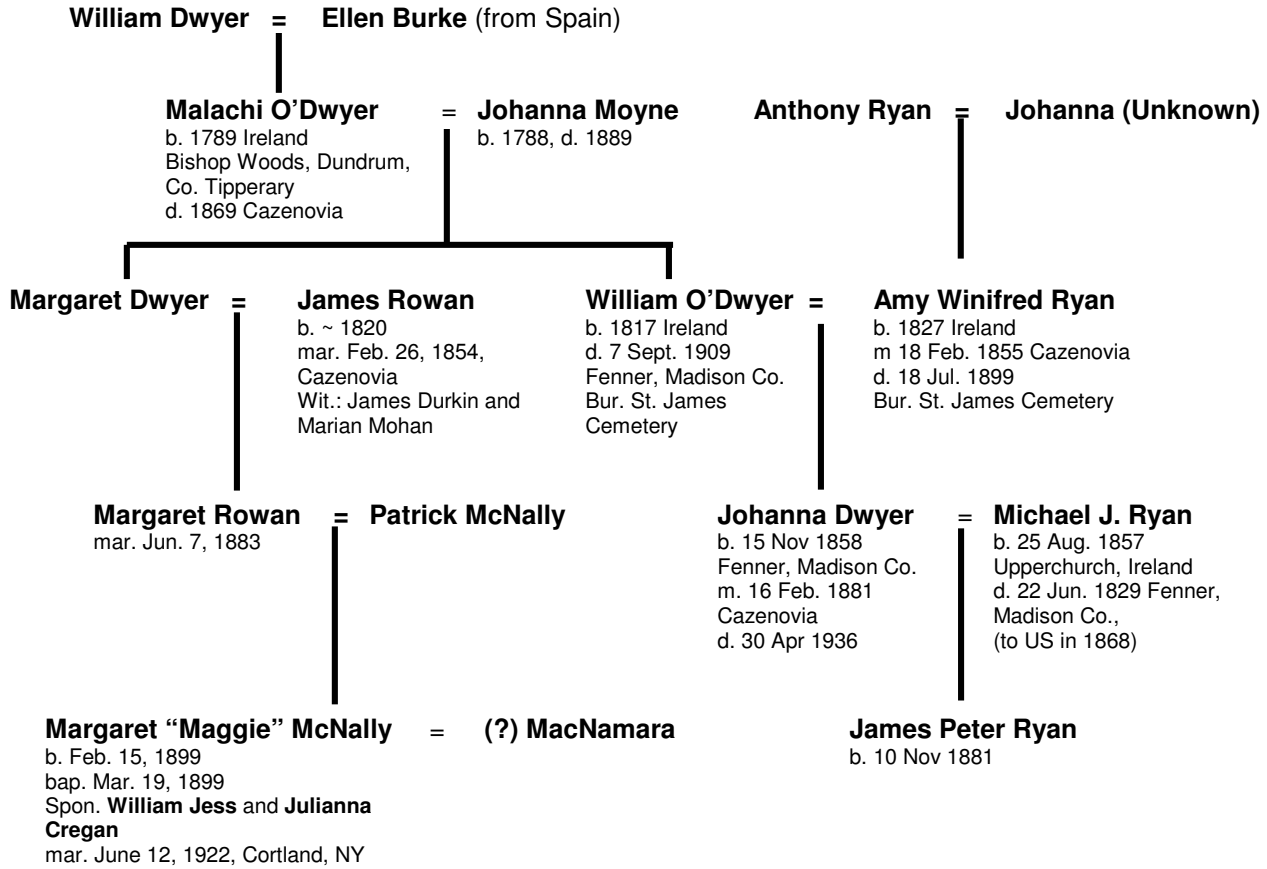 William Dwyer = Ellen Burke (from Spain)
Malachi O’Dwyer = Johanna Moyne
b. 1789 Ireland
Bishop Woods, Dundrum,
Co. Tipperary
d. 1869 Cazenovia
b. 1788, d. 1889
Anthony Ryan = Johanna (Unknown)
Margaret Dwyer = James Rowan
b. ~ 1820
mar. Feb. 26, 1854,
Cazenovia
Wit.: James Durkin and
Marian Mohan
William O’Dwyer = Amy Winifred Ryan
b. 1817 Ireland
d. 7 Sept. 1909
Fenner, Madison Co.
Bur. St. James
Cemetery
b. 1827 Ireland
m 18 Feb. 1855 Cazenovia
d. 18 Jul. 1899
Bur. St. James Cemetery
Margaret Rowan = Patrick McNally
mar. Jun. 7, 1883
Johanna Dwyer = Michael J. Ryan
b. 15 Nov 1858
Fenner, Madison Co.
m. 16 Feb. 1881
Cazenovia
d. 30 Apr 1936
b. 25 Aug. 1857
Upperchurch, Ireland
d. 22 Jun. 1829 Fenner,
Madison Co.,
(to US in 1868)
Margaret “Maggie” McNally = (?) MacNamara
b. Feb. 15, 1899
bap. Mar. 19, 1899
Spon. William Jess and Julianna
Cregan
mar. June 12, 1922, Cortland, NY
James Peter Ryan
b. 10 Nov 1881